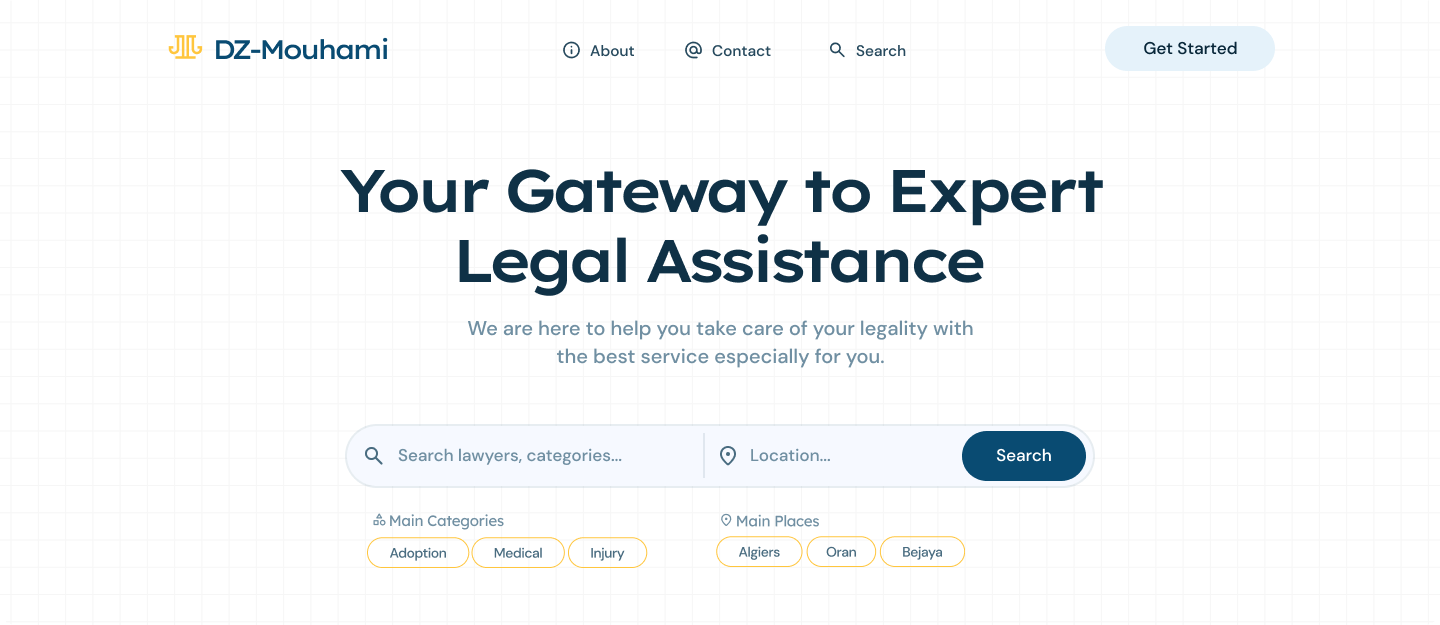 DZ-Mouhami
About
Contact
Search
Get Started
Your Gateway to Expert
Legal Assistance
We are here to help you take care of your legality with
the best service especially for you.
Search lawyers, categories...
Location...
Search
Main Categories
Adoption
Medical
Injury
Main Places
Algiers
Oran
Bejaya